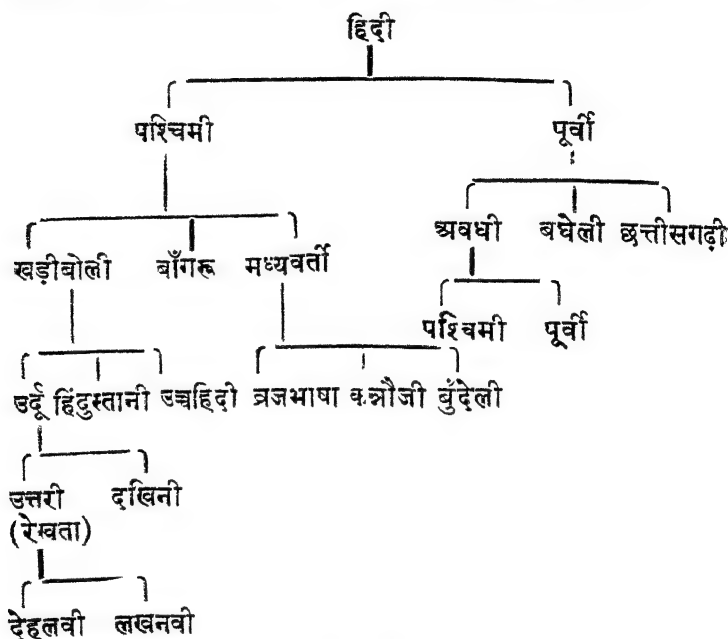 हिदी
पश्चिमी पूर्वी
खड़ीबोली बाँगरू मध्यवर्ती अवधी बघेली छत्तीसगढ़ी
पश्चिमी पूर्वी
उर्दू हिंदुस्तानी उच्चहिदी व्रजभाषा कन्नौजी बुँदेली
उत्तरी दखिनी
(रेख्वता)
देहलवी लखनवी